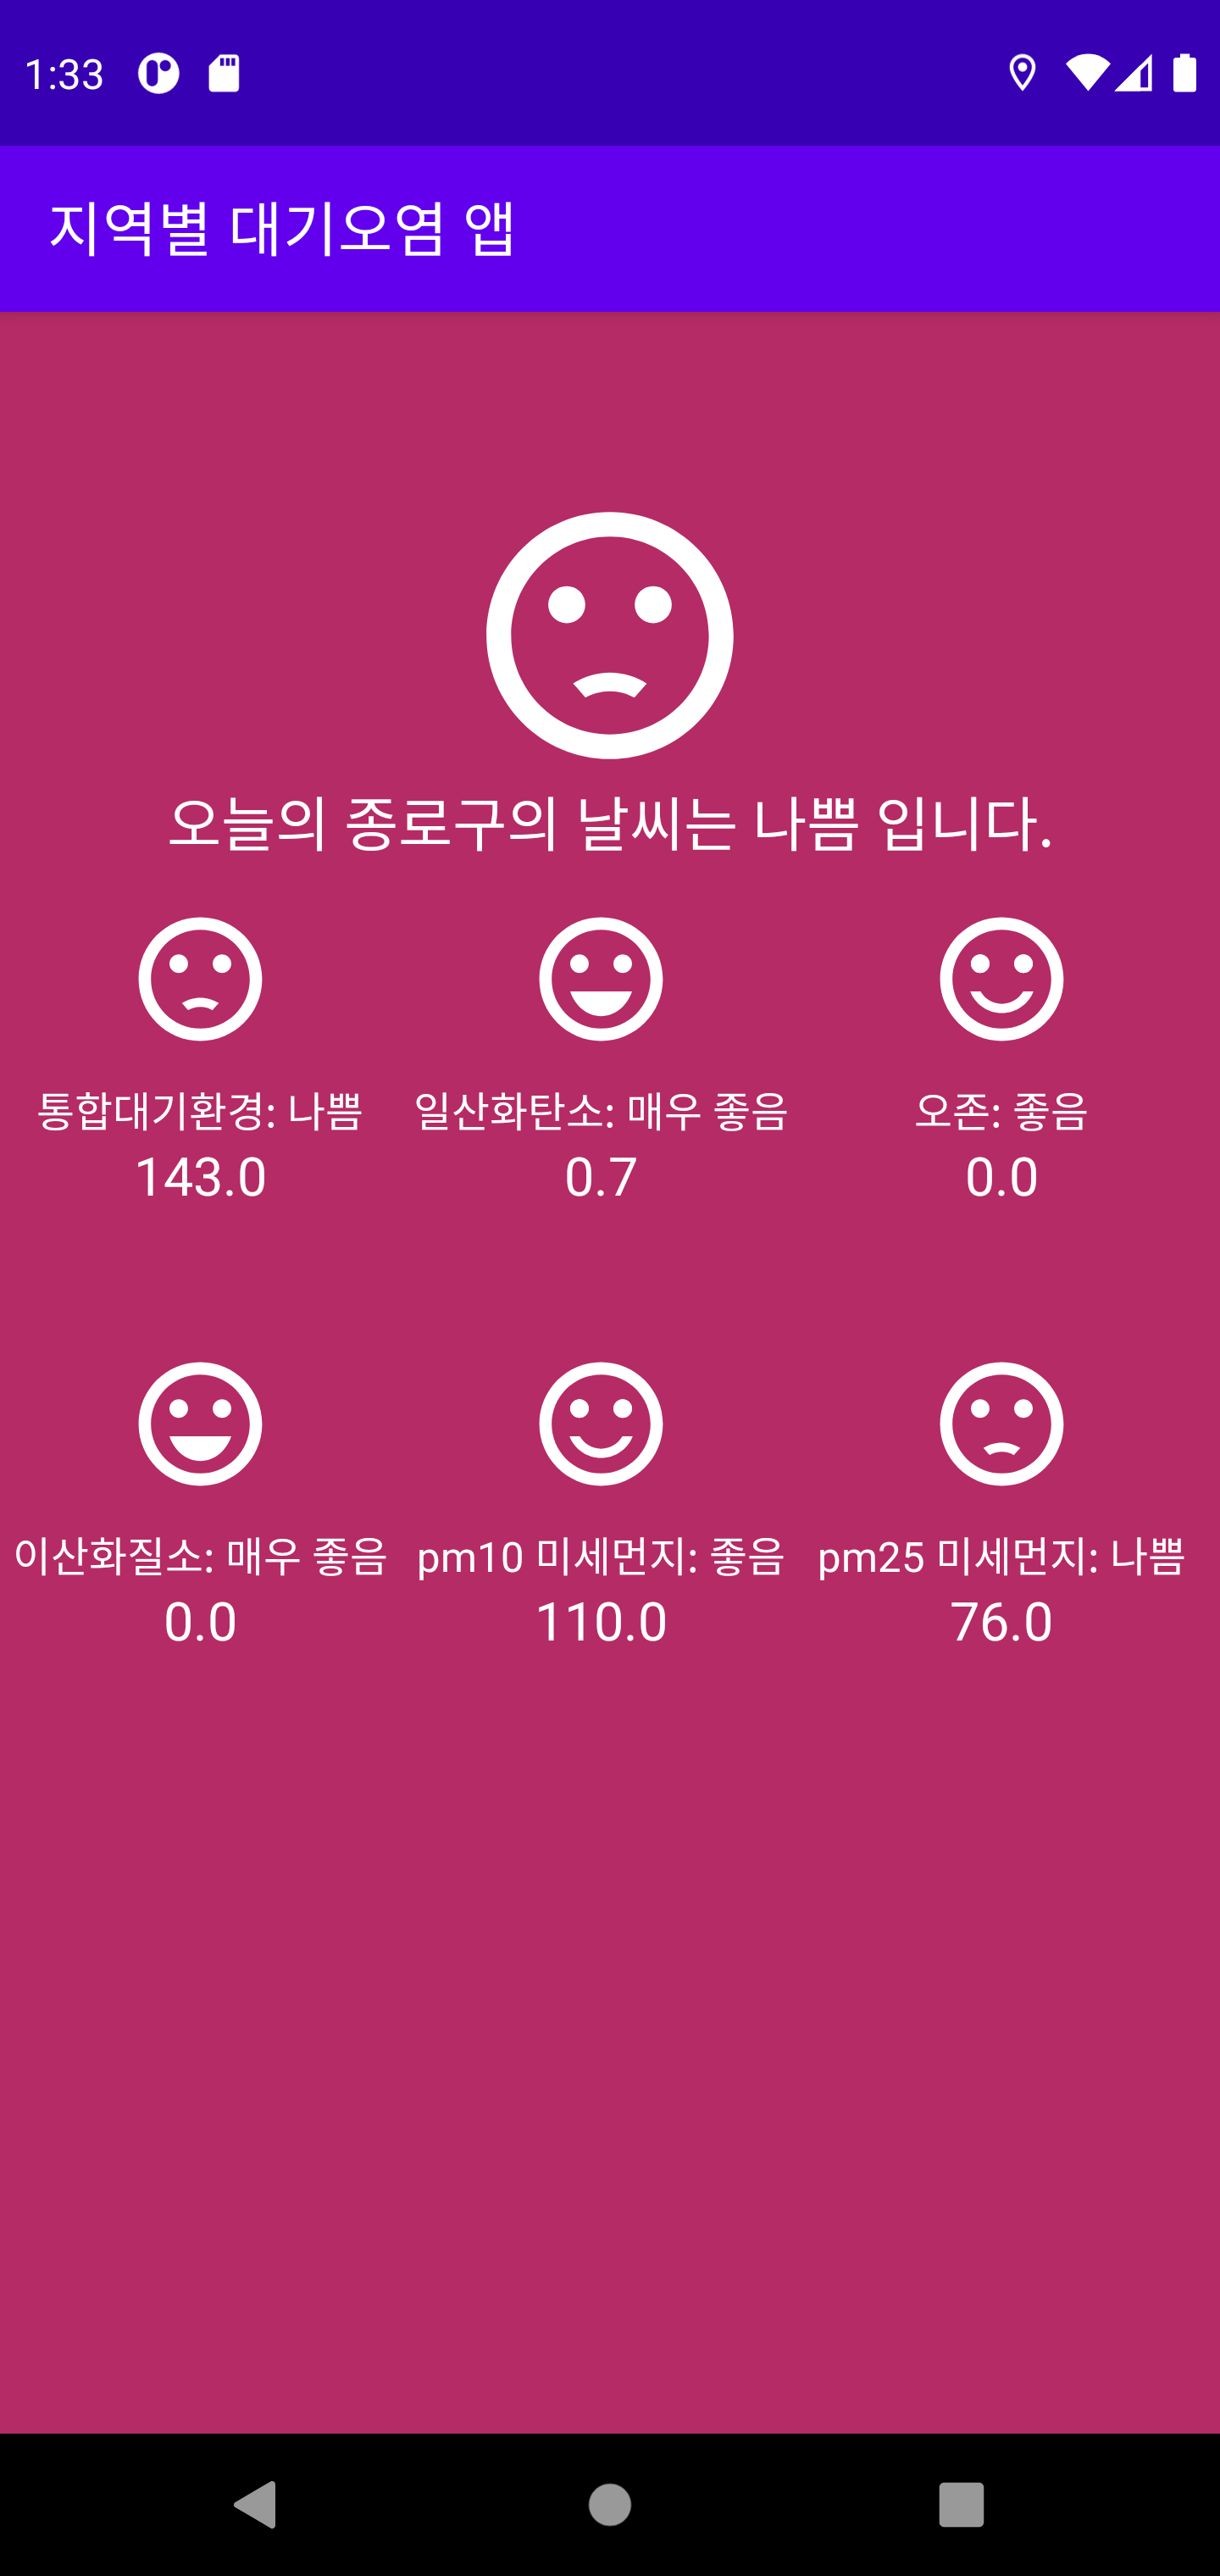 1:33
지역별 대기오염 앱
오늘의 종로구의 날씨는 나쁨 입니다.
통합대기환경: 나쁨
143.0
일산화탄소: 매우 좋음
0.7
오존: 좋음
0.0
이산화질소: 매우 좋음
0.0
pm10 미세먼지: 좋음
110.0
pm25 미세먼지: 나쁨
76.0